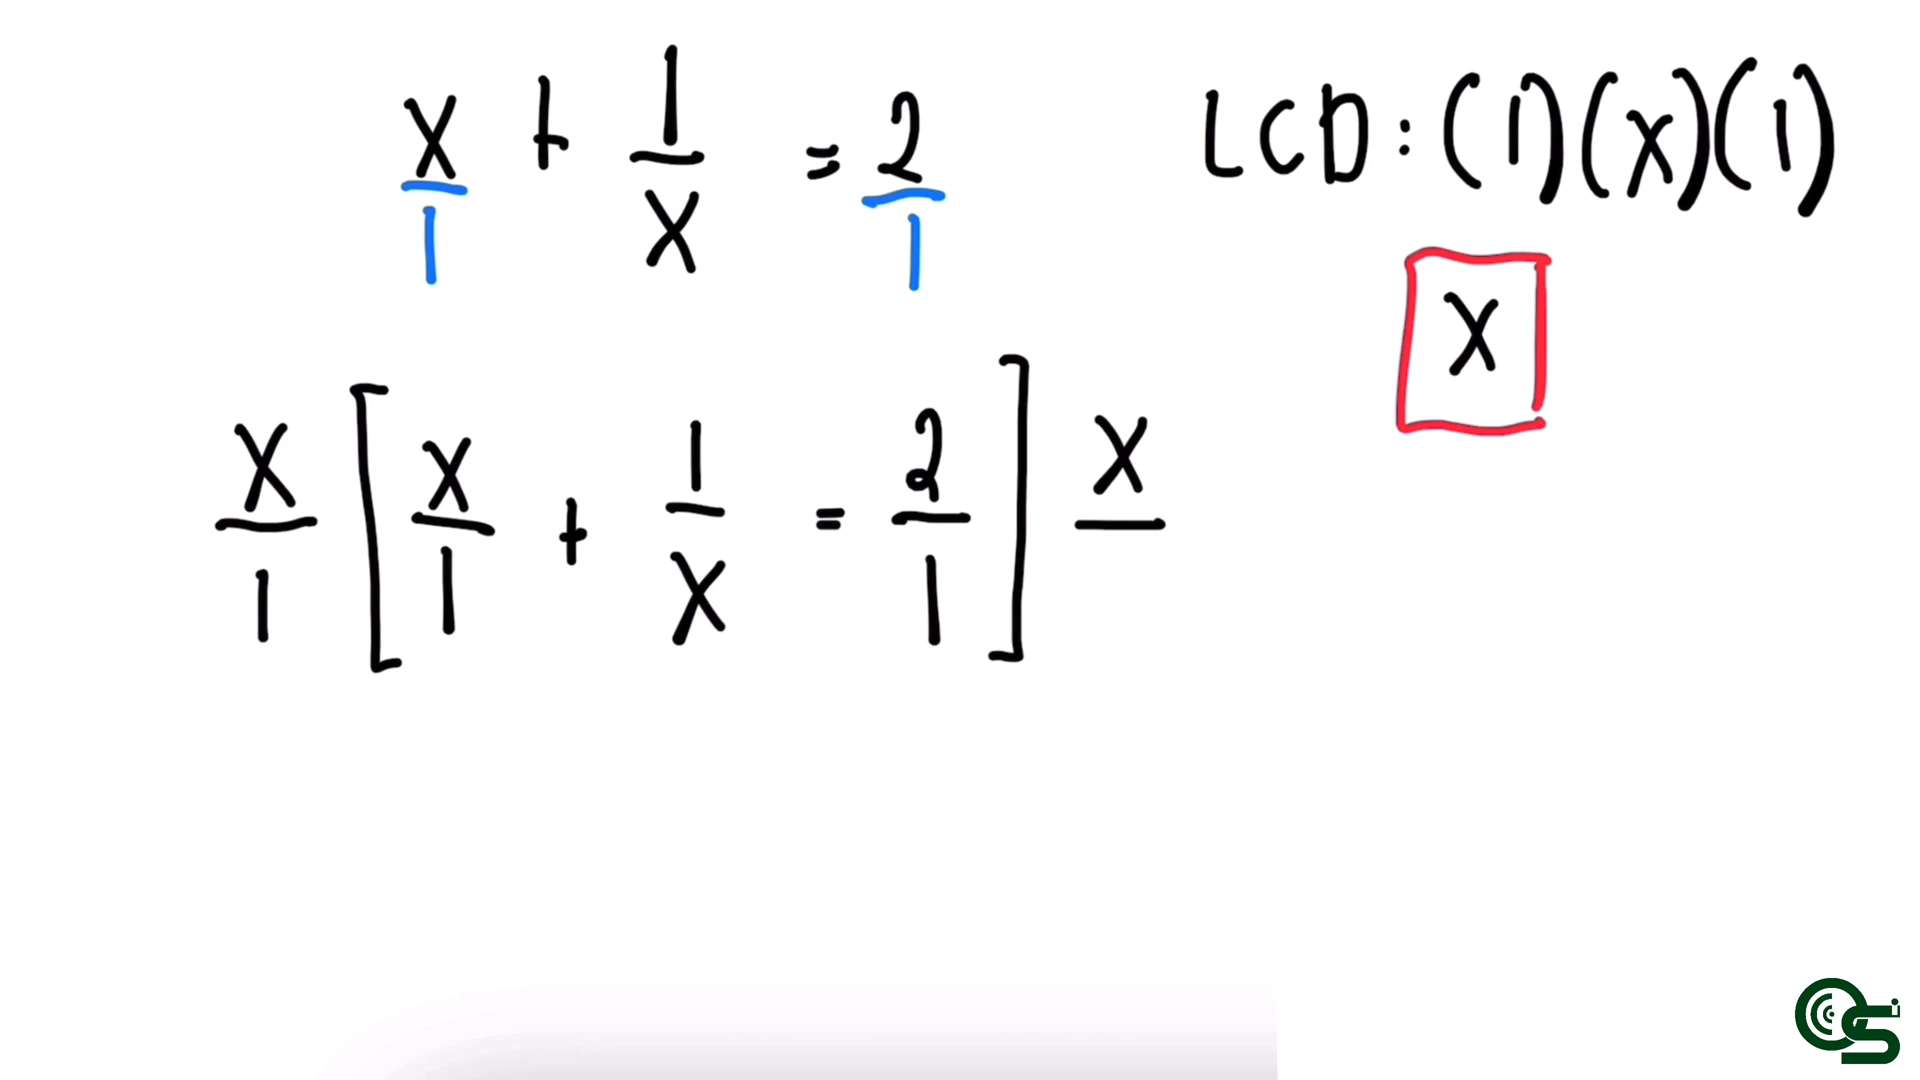 x/1 + 1/x = 2/1
LCD: (1)(x)(1)
x
x/1 [ x/1 + 1/x = 2/1 ] x/